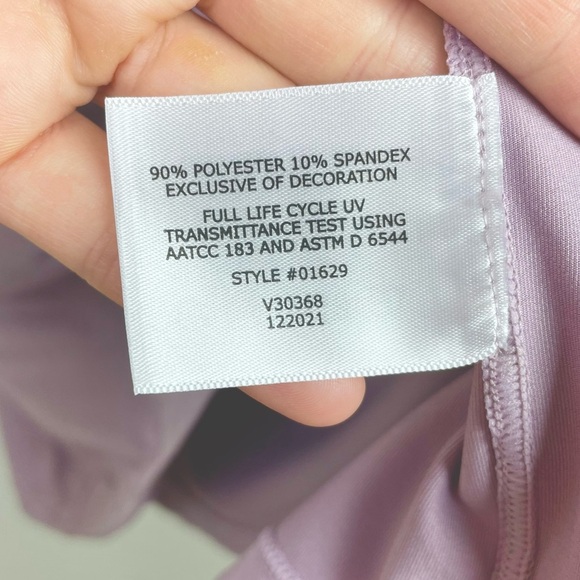 90% POLYESTER 10% SPANDEX
EXCLUSIVE OF DECORATION
FULL LIFE CYCLE UV
TRANSMITTANCE TEST USING
AATCC 183 AND ASTM D 6544
STYLE #01629
V30368
122021